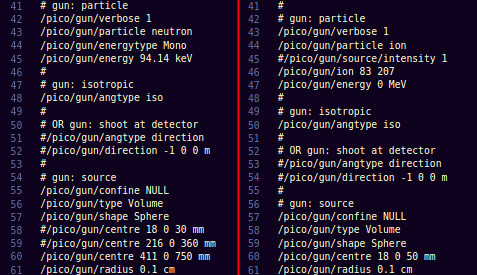 41 # gun: particle
42 /pico/gun/verbose 1
43 /pico/gun/particle neutron
44 /pico/gun/energytype Mono
45 /pico/gun/energy 94.14 keV
46 #
47 # gun: isotropic
48 /pico/gun/angtype iso
49 #
50 # OR gun: shoot at detector
51 #/pico/gun/angtype direction
52 #/pico/gun/direction -1 0 0 m
53 #
54 # gun: source
55 /pico/gun/confine NULL
56 /pico/gun/type Volume
57 /pico/gun/shape Sphere
58 #/pico/gun/centre 18 0 30 mm
59 #/pico/gun/centre 216 0 360 mm
60 /pico/gun/centre 411 0 750 mm
61 /pico/gun/radius 0.1 cm
41 #
42 # gun: particle
43 /pico/gun/verbose 1
44 /pico/gun/particle ion
45 #/pico/gun/source/intensity 1
46 /pico/gun/ion 83 207
47 /pico/gun/energy 0 MeV
48 #
49 # gun: isotropic
50 /pico/gun/angtype iso
51 #
52 # OR gun: shoot at detector
53 #/pico/gun/angtype direction
54 #/pico/gun/direction -1 0 0 m
55 #
56 # gun: source
57 /pico/gun/confine NULL
58 /pico/gun/type Volume
59 /pico/gun/shape Sphere
60 /pico/gun/centre 18 0 50 mm
61 /pico/gun/radius 0.1 cm